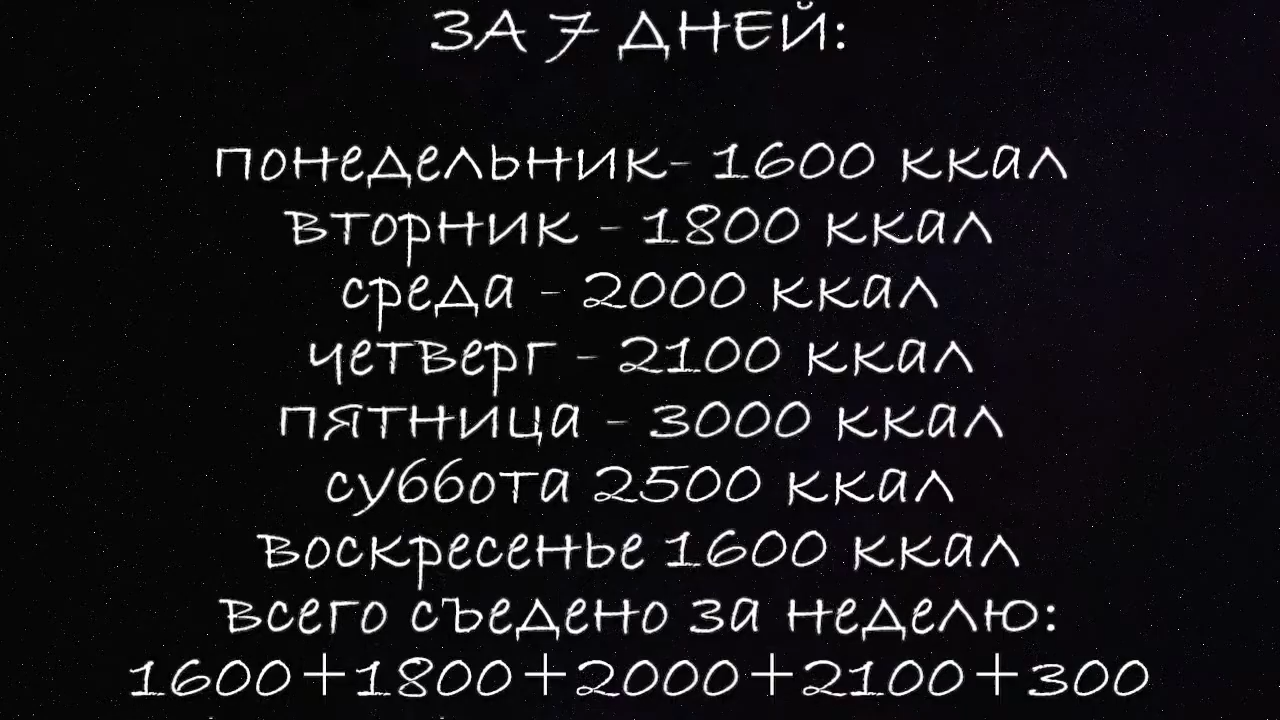 ЗА 7 ДНЕЙ:
понедельник- 1600 ккал
вторник - 1800 ккал
среда - 2000 ккал
четверг - 2100 ккал
пятница - 3000 ккал
суббота 2500 ккал
воскресенье 1600 ккал
всего съедено за неделю:
1600+1800+2000+2100+300